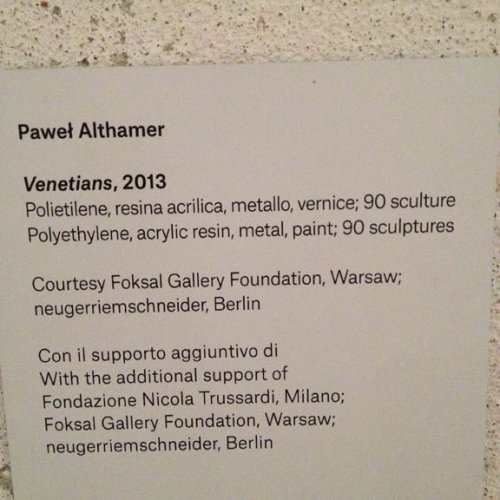 Paweł Althamer
Venetians, 2013
Polietilene, resina acrilica, metallo, vernice; 90 sculture
Polyethylene, acrylic resin, metal, paint; 90 sculptures
Courtesy Foksal Gallery Foundation, Warsaw;
neugerriemschneider, Berlin
Con il supporto aggiuntivo di
With the additional support of
Fondazione Nicola Trussardi, Milano;
Foksal Gallery Foundation, Warsaw;
neugerriemschneider, Berlin